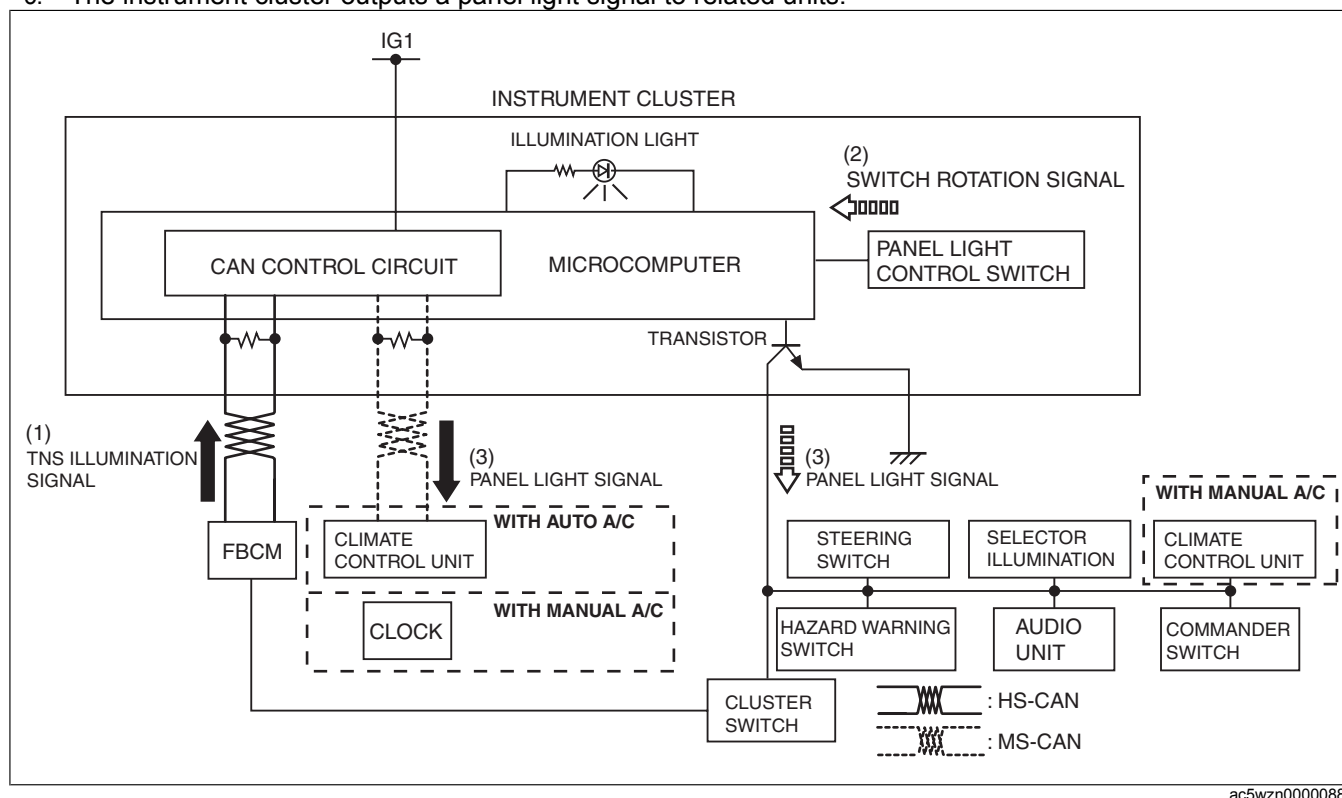 The instrument cluster outputs a panel light signal to related units.
IG1
INSTRUMENT CLUSTER
ILLUMINATION LIGHT
(2)
SWITCH ROTATION SIGNAL
CAN CONTROL CIRCUIT
MICROCOMPUTER
PANEL LIGHT
CONTROL SWITCH
TRANSISTOR
(1)
TNS ILLUMINATION
SIGNAL
(3)
PANEL LIGHT SIGNAL
(3)
PANEL LIGHT SIGNAL
WITH MANUAL A/C
WITH AUTO A/C
FBCM
CLIMATE
CONTROL UNIT
STEERING
SWITCH
SELECTOR
ILLUMINATION
CLIMATE
CONTROL UNIT
WITH MANUAL A/C
CLOCK
HAZARD WARNING
SWITCH
AUDIO
UNIT
COMMANDER
SWITCH
CLUSTER
SWITCH
: HS-CAN
: MS-CAN
ac5wzn0000088